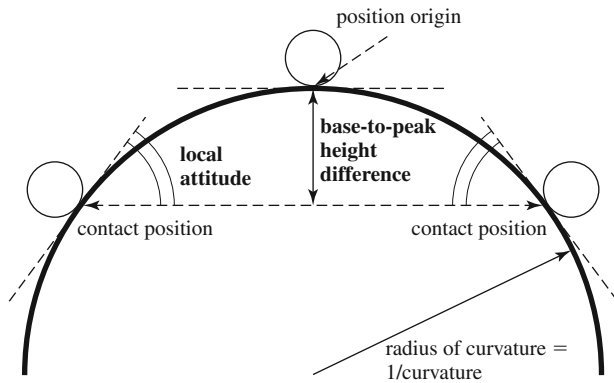 position origin
base-to-peak
height
difference
local
attitude
contact position
contact position
radius of curvature =
1/curvature